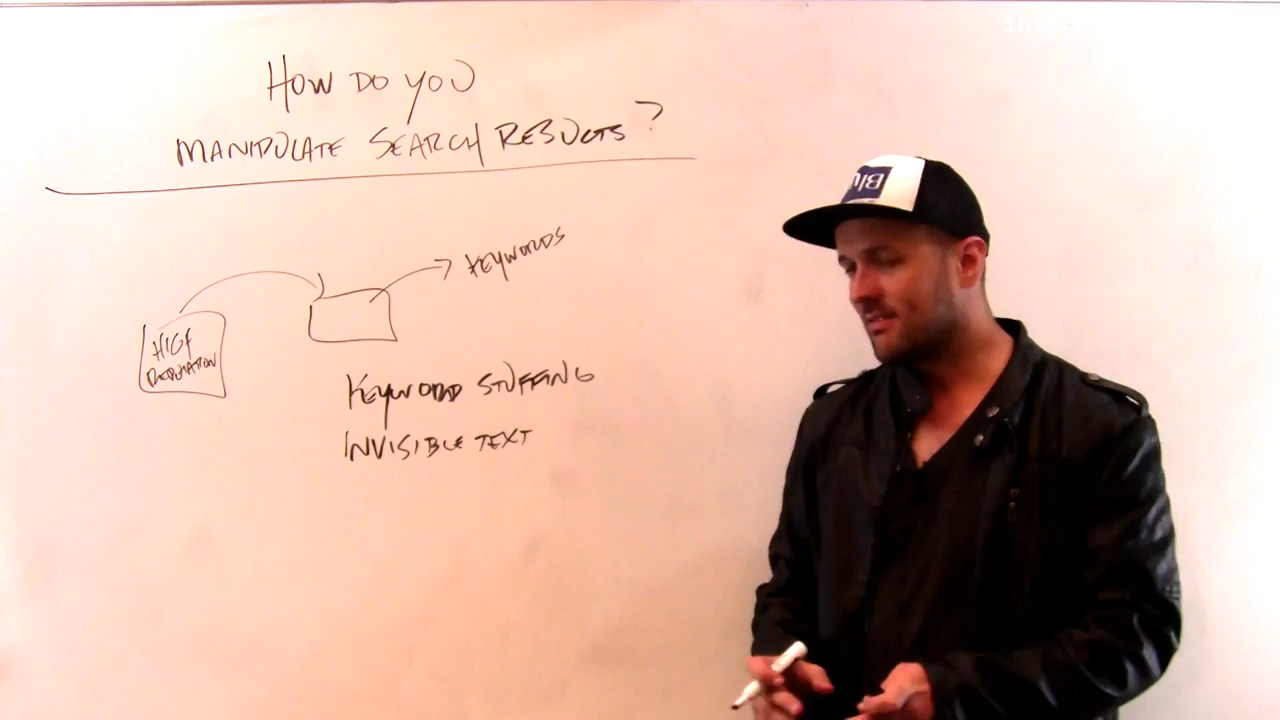 HOW DO YOU
MANIPULATE SEARCH RESULTS?
KEYWORDS
HIGH
REPUTATION
KEYWORD STUFFING
INVISIBLE TEXT